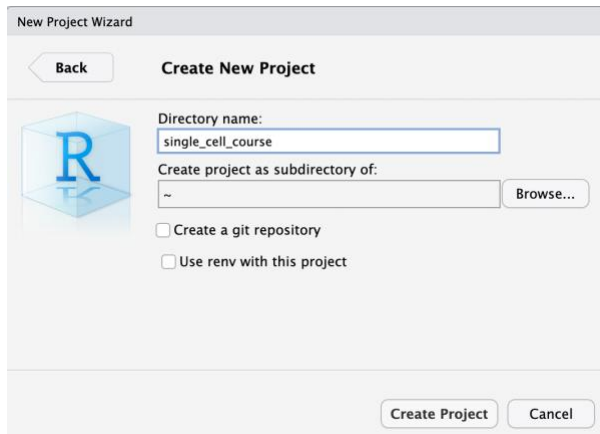 New Project Wizard
Back
Create New Project
R
Directory name:
single_cell_course
Create project as subdirectory of:
~
Browse...
Create a git repository
Use renv with this project
Create Project
Cancel